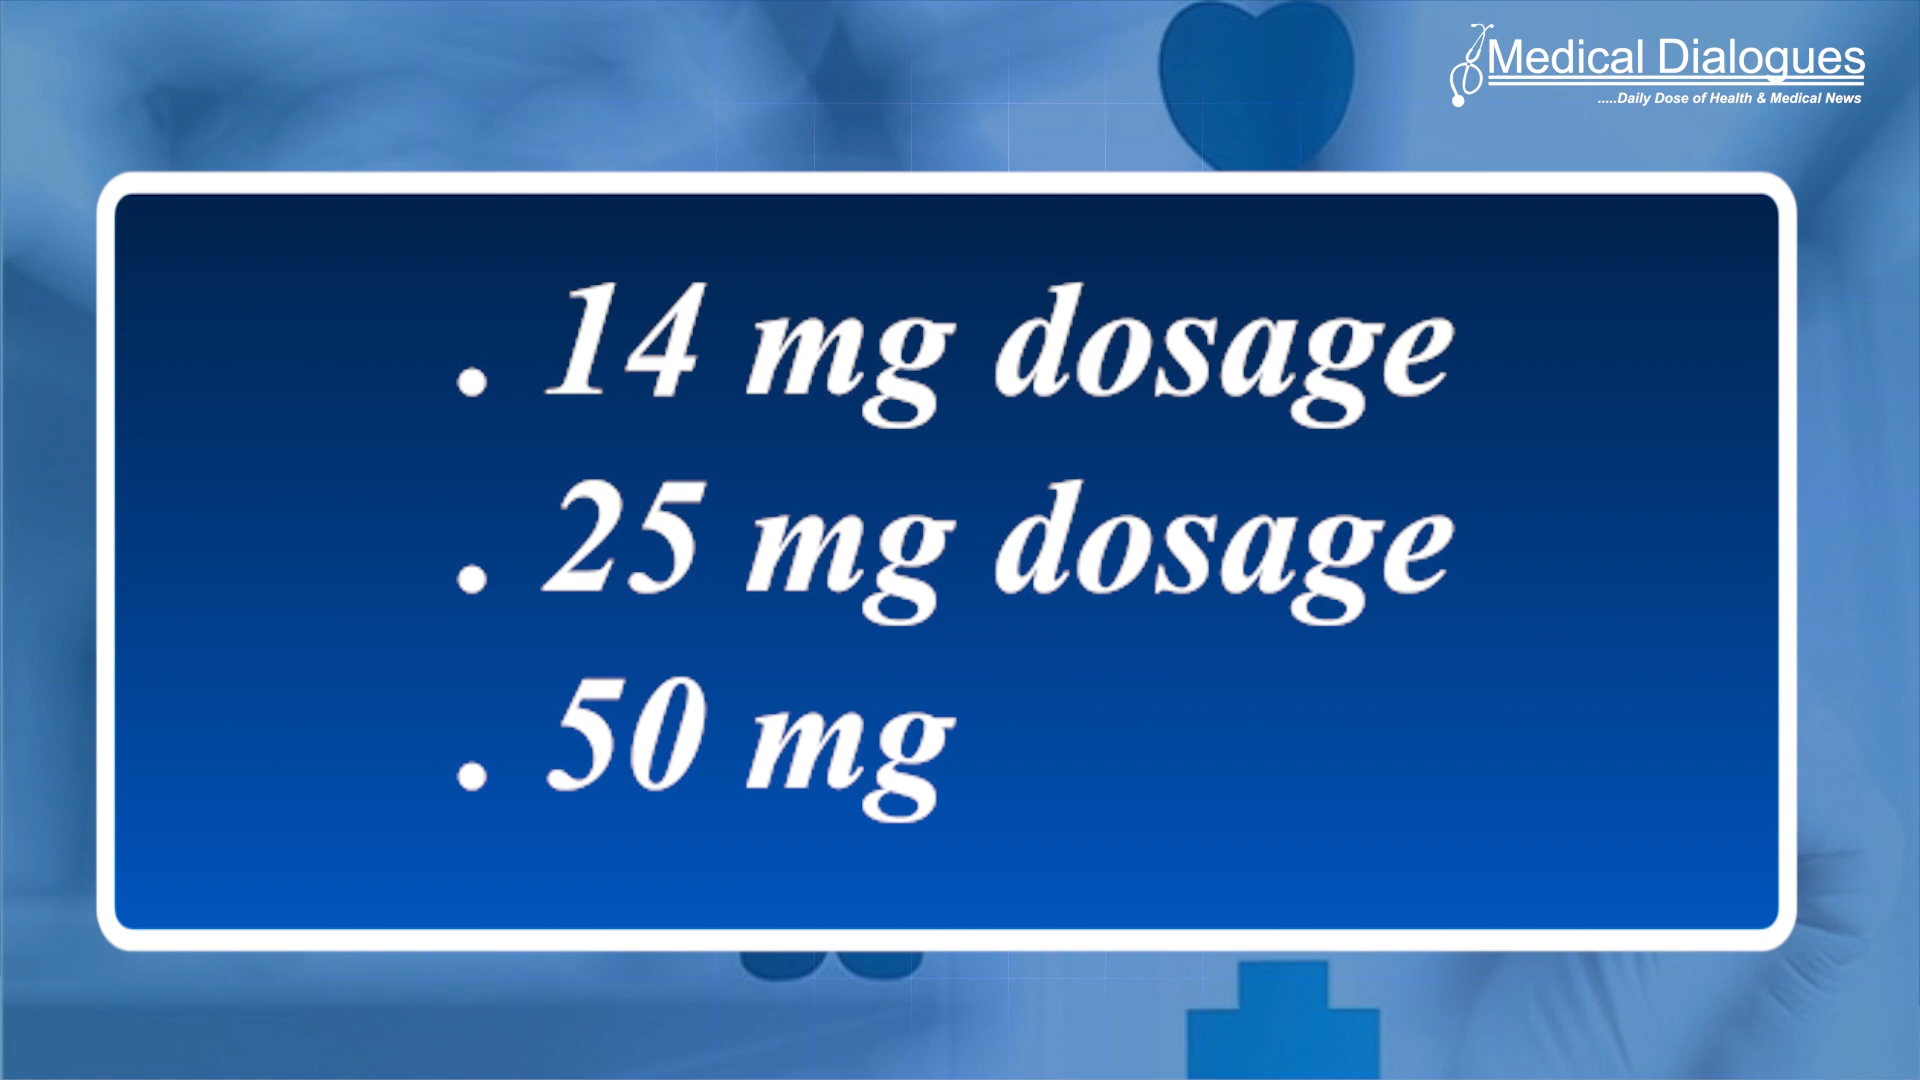 Medical Dialogues
.....Daily Dose of Health & Medical News
. 14 mg dosage
. 25 mg dosage
. 50 mg